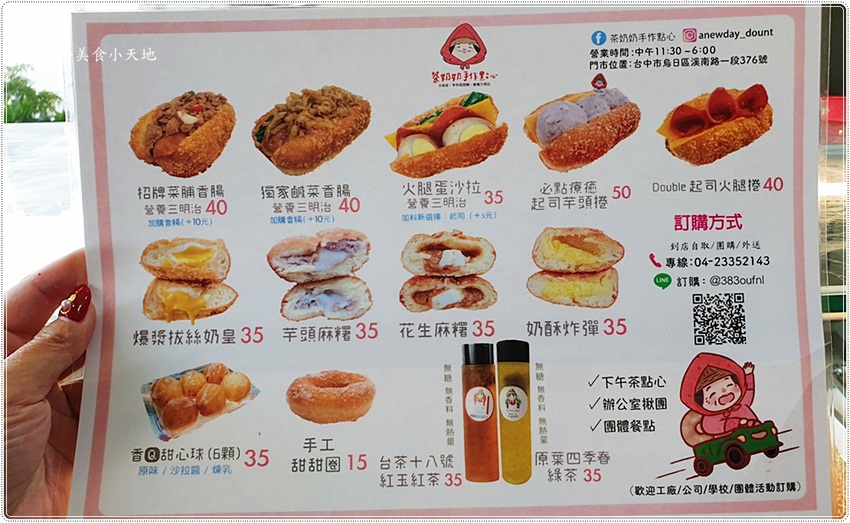 美食小天地
茶奶奶手作點心
茶奶奶手作點心 anewday_dount
營業時間:中午11:30~6:00
門市位置:台中市烏日區溪南路一段376號
招牌菜脯香腸
營養三明治 40
加購香腸(+10元)
獨家鹹菜香腸
營養三明治 40
加購香腸(+10元)
火腿蛋沙拉
營養三明治 35
加料新選擇:起司(+5元)
必點療癒
起司芋頭捲 50
Double 起司火腿捲 40
訂購方式
到店自取/團購/外送
專線:04-23352143
LINE 訂購:@383oufnl
爆漿拔絲奶皇 35
芋頭麻糬 35
花生麻糬 35
奶酥炸彈 35
香Q甜心球(6顆) 35
原味/沙拉醬/煉乳
手工
甜甜圈 15
無糖 無香料 無熱量
台茶十八號
紅玉紅茶 35
無糖 無香料 無熱量
原葉四季春
綠茶 35
✓下午茶點心
✓辦公室揪團
✓團體餐點
(歡迎工廠/公司/學校/團體活動訂購)